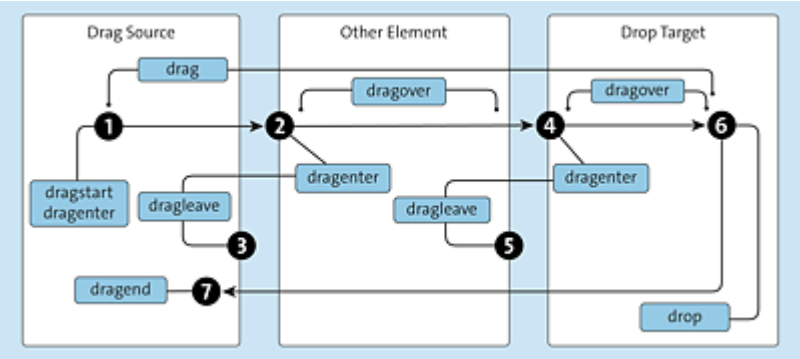 Drag Source
Other Element
Drop Target
drag
dragover
dragover
1
2
4
6
dragstart
dragenter
dragleave
dragenter
dragleave
dragenter
3
5
dragend
7
drop